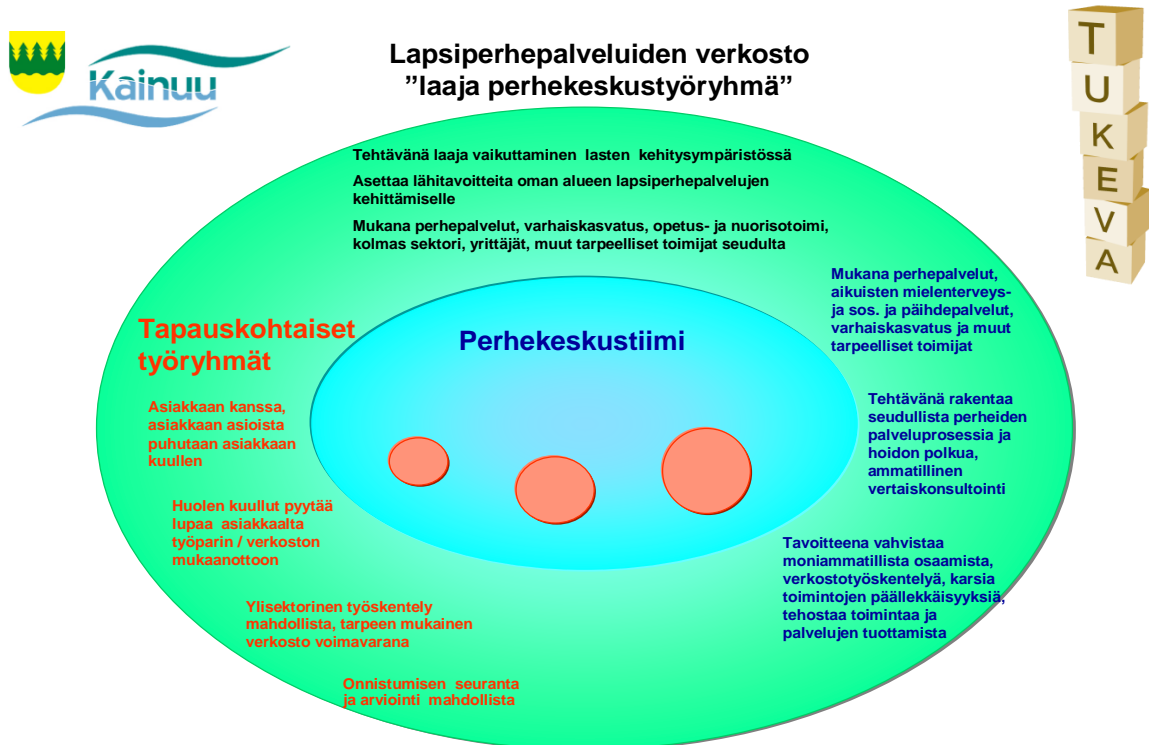 Kainuu
Lapsiperhepalveluiden verkosto
”laaja perhekeskustyöryhmä”
T
U
K
E
V
A
Tehtävänä laaja vaikuttaminen lasten kehitysympäristössä
Asettaa lähitavoitteita oman alueen lapsiperhepalvelujen
kehittämiselle
Mukana perhepalvelut, varhaiskasvatus, opetus- ja nuorisotoimi,
kolmas sektori, yrittäjät, muut tarpeelliset toimijat seudulta
Tapauskohtaiset
työryhmät
Asiakkaan kanssa,
asiakkaan asioista
puhutaan asiakkaan
kuullen
Huolen kuullut pyytää
lupaa asiakkaalta
työparin / verkoston
mukaanottoon
Ylisektorinen työskentely
mahdollista, tarpeen mukainen
verkosto voimavarana
Onnistumisen seuranta
ja arviointi mahdollista
Perhekeskustiimi
Mukana perhepalvelut,
aikuisten mielenterveys-
ja sos. ja päihdepalvelut,
varhaiskasvatus ja muut
tarpeelliset toimijat
Tehtävänä rakentaa
seudullista perheiden
palveluprosessia ja
hoidon polkua,
ammatillinen
vertaiskonsultointi
Tavoitteena vahvistaa
moniammatillista osaamista,
verkostotyöskentelyä, karsia
toimintojen päällekkäisyyksiä,
tehostaa toimintaa ja
palvelujen tuottamista